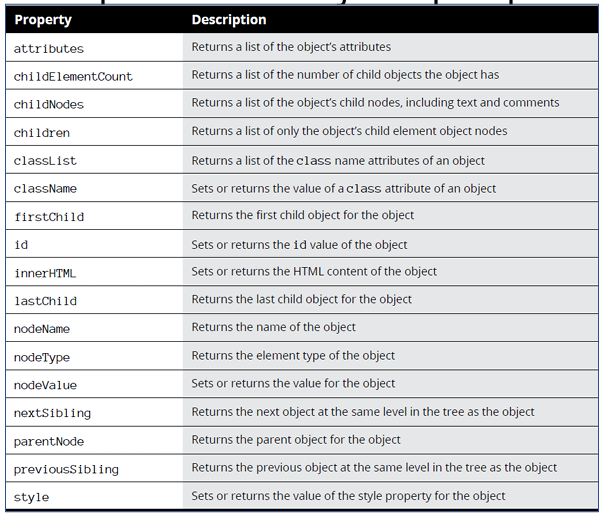 Property Description
attributes Returns a list of the object's attributes
childElementCount Returns a list of the number of child objects the object has
childNodes Returns a list of the object's child nodes, including text and comments
children Returns a list of only the object's child element object nodes
classList Returns a list of the class name attributes of an object
className Sets or returns the value of a class attribute of an object
firstChild Returns the first child object for the object
id Sets or returns the id value of the object
innerHTML Sets or returns the HTML content of the object
lastChild Returns the last child object for the object
nodeName Returns the name of the object
nodeType Returns the element type of the object
nodeValue Sets or returns the value for the object
nextSibling Returns the next object at the same level in the tree as the object
parentNode Returns the parent object for the object
previousSibling Returns the previous object at the same level in the tree as the object
style Sets or returns the value of the style property for the object